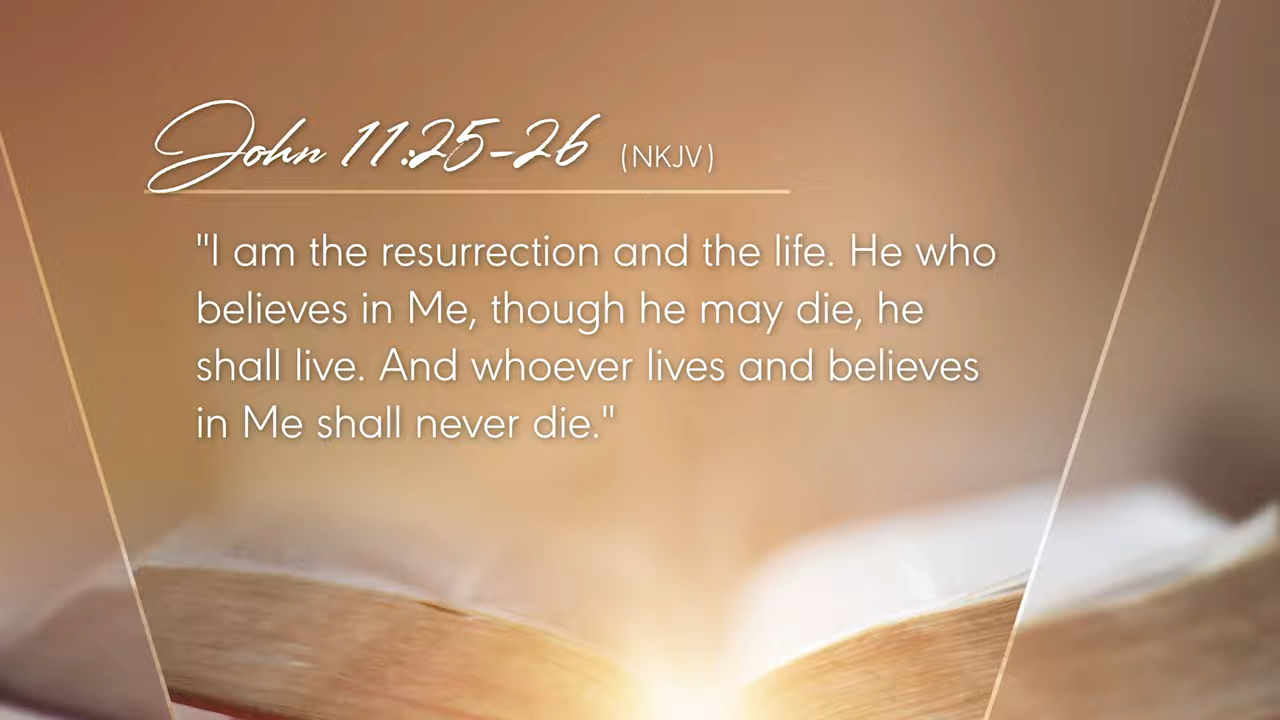 John 11:25-26 (NKJV)
"I am the resurrection and the life. He who
believes in Me, though he may die, he
shall live. And whoever lives and believes
in Me shall never die."